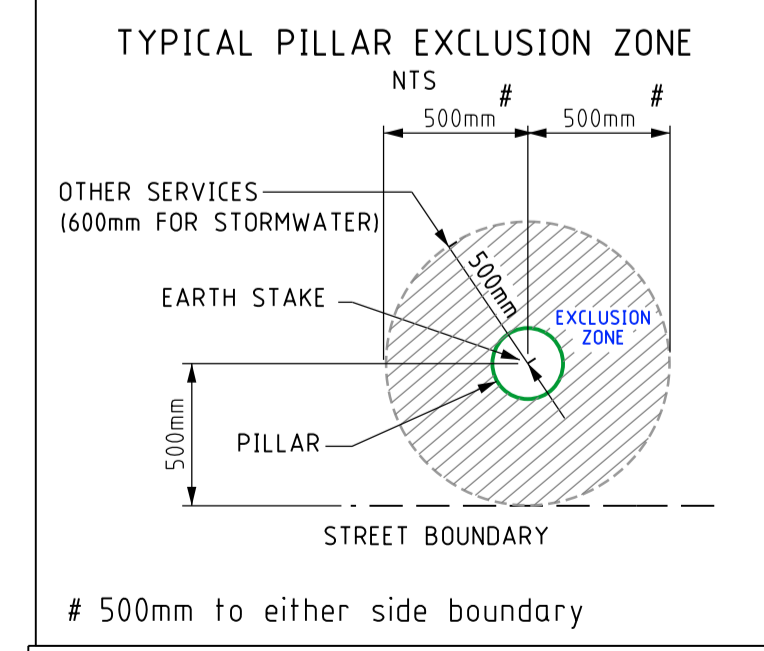 TYPICAL PILLAR EXCLUSION ZONE
NTS
# #
500mm 500mm
OTHER SERVICES
(600mm FOR STORMWATER)
500mm
EARTH STAKE
EXCLUSION
ZONE
500mm
PILLAR
STREET BOUNDARY
# 500mm to either side boundary